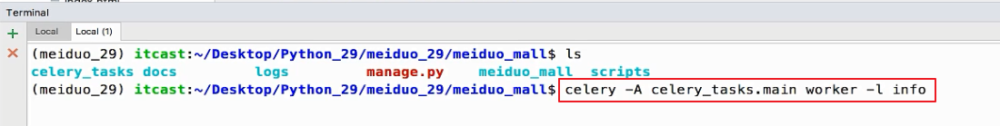 Terminal
+ Local Local (1)
× (meiduo_29) itcast:~/Desktop/Python_29/meiduo_29/meiduo_mall$ ls
celery_tasks docs logs manage.py meiduo_mall scripts
(meiduo_29) itcast:~/Desktop/Python_29/meiduo_29/meiduo_mall$ celery -A celery_tasks.main worker -l info